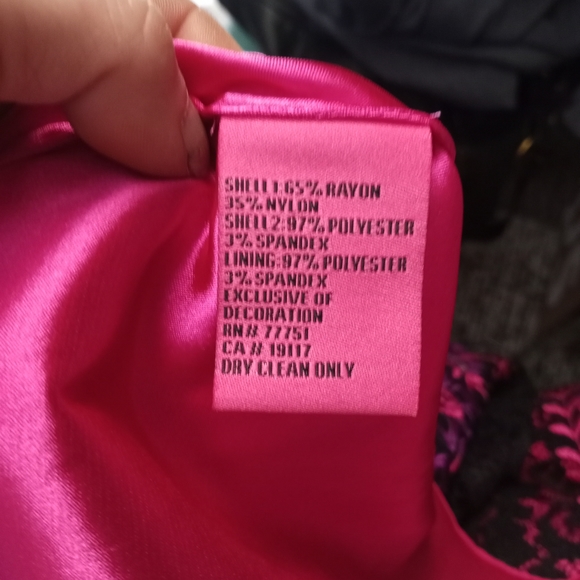 SHELL1:65% RAYON
35% NYLON
SHELL2:97% POLYESTER
3% SPANDEX
LINING:97% POLYESTER
3% SPANDEX
EXCLUSIVE OF
DECORATION
RN# 77751
CA# 19117
DRY CLEAN ONLY